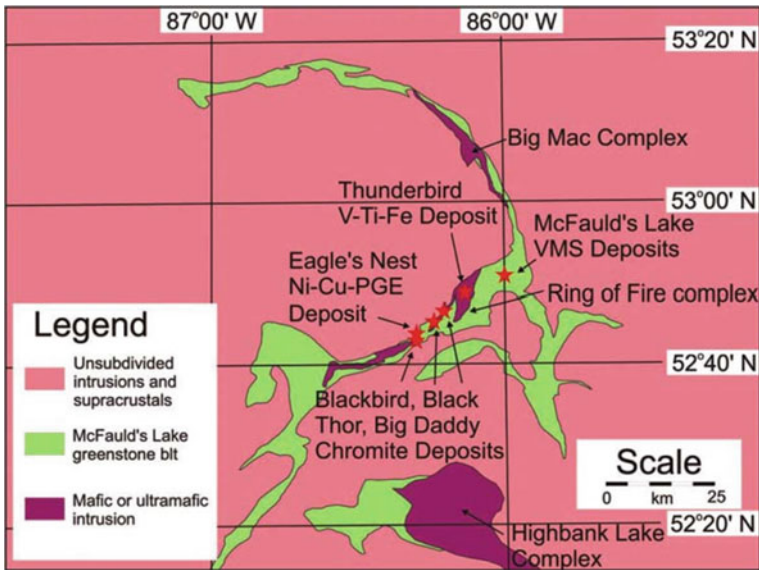 87°00' W
86°00' W
53°20' N
Big Mac Complex
Thunderbird
V-Ti-Fe Deposit
53°00' N
McFauld's Lake
VMS Deposits
Eagle's Nest
Ni-Cu-PGE
Deposit
Ring of Fire complex
Legend
Unsubdivided
intrusions and
supracrustals
McFauld's Lake
greenstone blt
Mafic or ultramafic
intrusion
52°40' N
Blackbird, Black
Thor, Big Daddy
Chromite Deposits
Scale
0 km 25
52°20' N
Highbank Lake
Complex